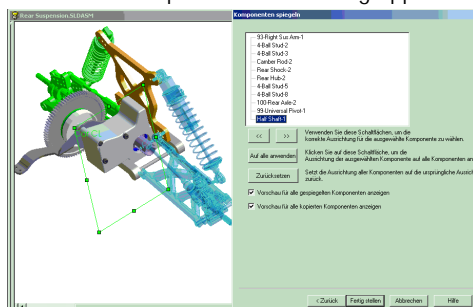 Rear Suspension.SLDASM
Komponenten spiegeln
93-Right Sus Arm-1
4-Ball Stud-2
4-Ball Stud-3
Camber Rod-2
Rear Shock-2
Rear Hub-2
4-Ball Stud-5
4-Ball Stud-8
100-Rear Axle-2
99-Universal Pivot-1
Half Shaft-1
<< >> Verwenden Sie diese Schaltflächen, um die
korrekte Ausrichtung für die ausgewählte Komponente zu wählen.
Auf alle anwenden Klicken Sie auf diese Schaltfläche, um die
Ausrichtung der ausgewählten Komponente auf alle Komponenten an
Zurücksetzen Setzt die Ausrichtung aller Komponenten auf die ursprüngliche Ausrich
zurück.
Vorschau für alle gespiegelten Komponenten anzeigen
Vorschau für alle kopierten Komponenten anzeigen
< Zurück Fertig stellen Abbrechen Hilfe